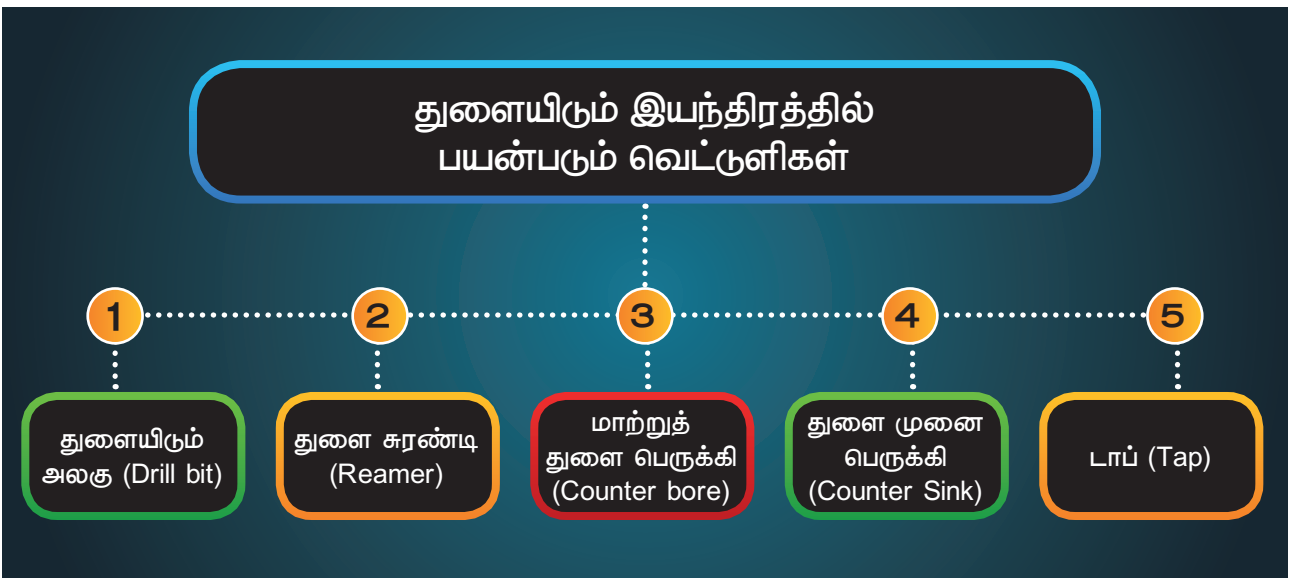 துளையிடும் இயந்திரத்தில்
பயன்படும் வெட்டுளிகள்
1
2
3
4
5
துளையிடும்
அலகு (Drill bit)
துளை சுரண்டி
(Reamer)
மாற்றுத்
துளை பெருக்கி
(Counter bore)
துளை முனை
பெருக்கி
(Counter Sink)
டாப் (Tap)